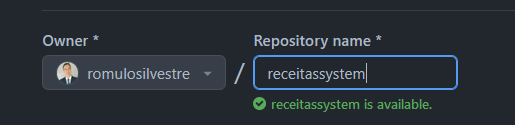 Owner * Repository name *
romulosilvestre / receitassystem
receitassystem is available.